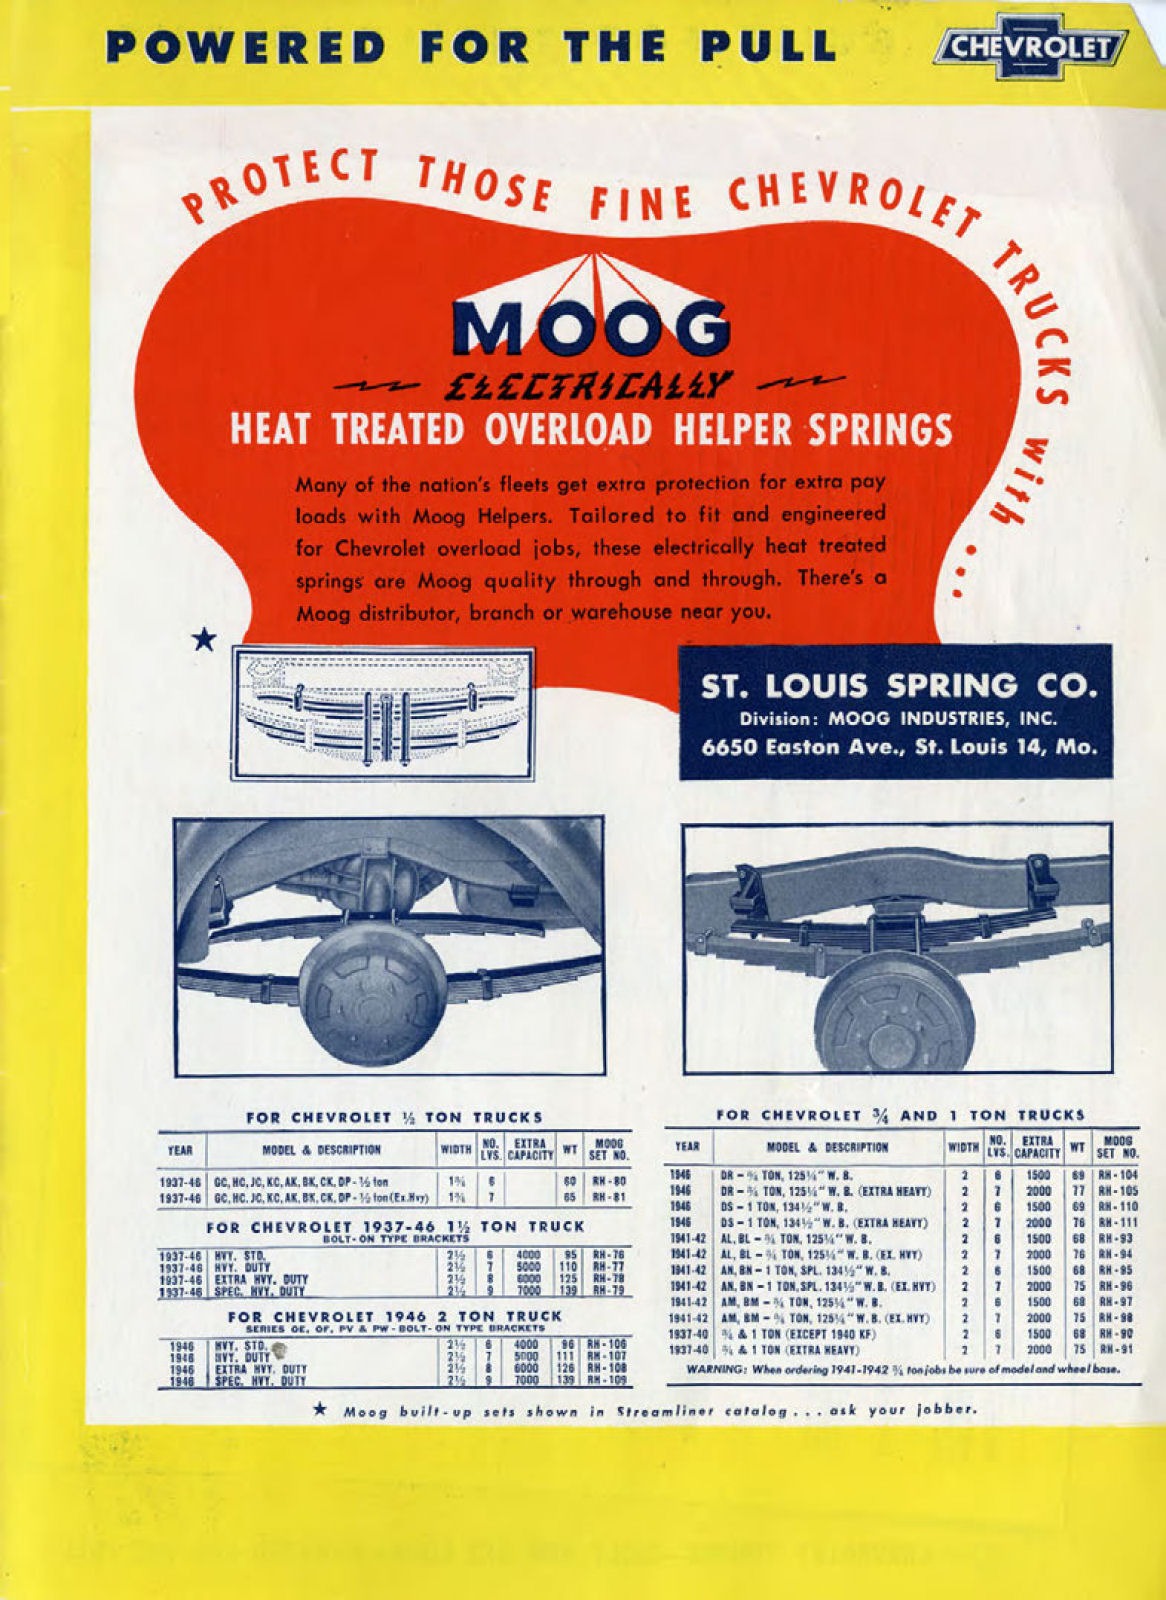 POWERED FOR THE PULL
CHEVROLET
PROTECT THOSE FINE CHEVROLET TRUCKS with...
MOOG
ELECTRICALLY
HEAT TREATED OVERLOAD HELPER SPRINGS
Many of the nation's fleets get extra protection for extra pay
loads with Moog Helpers. Tailored to fit and engineered
for Chevrolet overload jobs, these electrically heat treated
springs are Moog quality through and through. There's a
Moog distributor, branch or warehouse near you.
★
ST. LOUIS SPRING CO.
Division: MOOG INDUSTRIES, INC.
6650 Easton Ave., St. Louis 14, Mo.
FOR CHEVROLET ½ TON TRUCKS
YEAR MODEL & DESCRIPTION WIDTH NO. LVS. EXTRA CAPACITY WT MOOG SET NO.
1937-46 GC, HC, JC, KC, AK, BK, CK, DP - ½ ton 1¾ 6 60 RH-80
1937-46 GC, HC, JC, KC, AK, BK, CK, DP - ½ ton (Ex.Hvy) 1¾ 7 65 RH-81
FOR CHEVROLET 1937-46 1½ TON TRUCK
BOLT-ON TYPE BRACKETS
1937-46 HVY. STD. 2½ 6 4000 95 RH-76
1937-46 HVY. DUTY 2½ 7 5000 110 RH-77
1937-46 EXTRA HVY. DUTY 2½ 8 6000 125 RH-78
1937-46 SPEC. HVY. DUTY 2½ 9 7000 139 RH-79
FOR CHEVROLET 1946 2 TON TRUCK
SERIES OE, OF, PV & PW - BOLT-ON TYPE BRACKETS
1946 HVY. STD. 2½ 6 4000 96 RH-106
1946 HVY. DUTY 2½ 7 5000 111 RH-107
1946 EXTRA HVY. DUTY 2½ 8 6000 126 RH-108
1946 SPEC. HVY. DUTY 2½ 9 7000 139 RH-109
FOR CHEVROLET ¾ AND 1 TON TRUCKS
YEAR MODEL & DESCRIPTION WIDTH NO. LVS. EXTRA CAPACITY WT MOOG SET NO.
1946 DR - ¾ TON, 125¼" W. B. 2 6 1500 69 RH-104
1946 DR - ¾ TON, 125¼" W. B. (EXTRA HEAVY) 2 7 2000 77 RH-105
1946 DS - 1 TON, 134½" W. B. 2 6 1500 69 RH-110
1946 DS - 1 TON, 134½" W. B. (EXTRA HEAVY) 2 7 2000 76 RH-111
1941-42 AL, BL - ¾ TON, 125¼" W. B. 2 6 1500 68 RH-93
1941-42 AL, BL - ¾ TON, 125¼" W. B. (EX. HVY) 2 7 2000 76 RH-94
1941-42 AN, BN - 1 TON, SPL. 134½" W. B. 2 6 1500 68 RH-95
1941-42 AN, BN - 1 TON, SPL. 134½" W. B. (EX. HVY) 2 7 2000 75 RH-96
1941-42 AM, BM - ¾ TON, 125¼" W. B. 2 6 1500 68 RH-97
1941-42 AM, BM - ¾ TON, 125¼" W. B. (EX. HVY) 2 7 2000 75 RH-98
1937-40 ¾ & 1 TON (EXCEPT 1940 KF) 2 6 1500 68 RH-90
1937-40 ¾ & 1 TON (EXTRA HEAVY) 2 7 2000 75 RH-91
WARNING: When ordering 1941-1942 ¾ ton jobs be sure of model and wheel base.
★ Moog built-up sets shown in Streamliner catalog... ask your jobber.